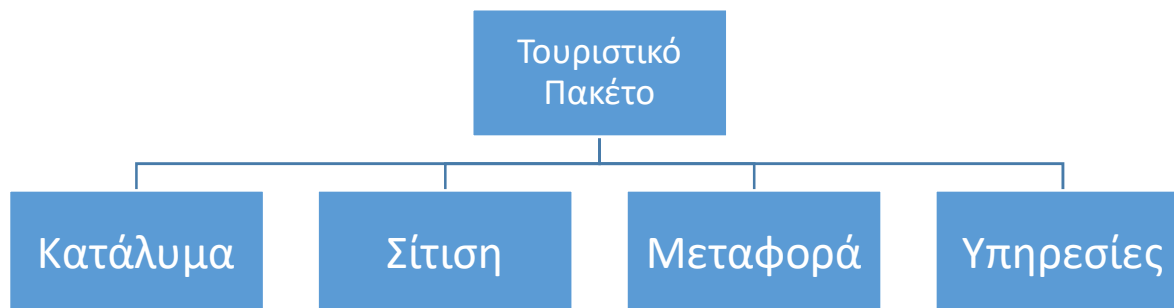 Τουριστικό
Πακέτο
Κατάλυμα
Σίτιση
Μεταφορά
Υπηρεσίες